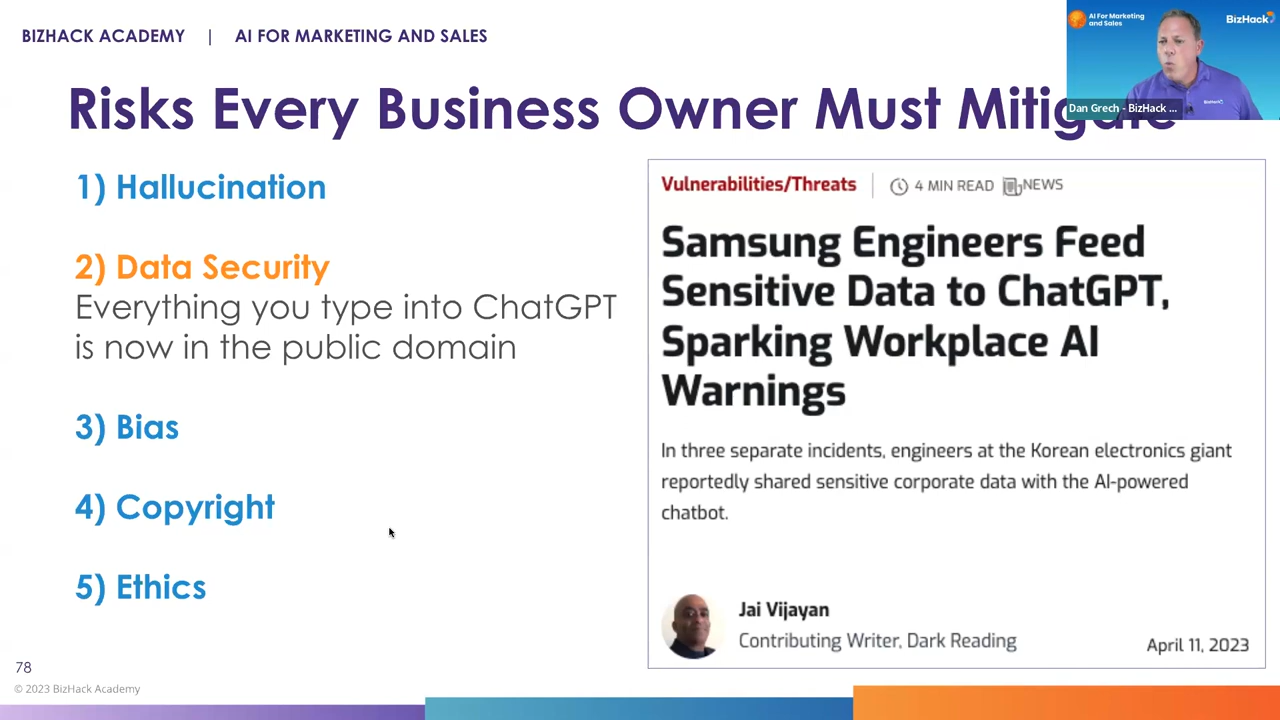 BIZHACK ACADEMY | AI FOR MARKETING AND SALES
AI For Marketing
and Sales
BizHack
Dan Grech - BizHack ...
Risks Every Business Owner Must Mitigate
1) Hallucination
2) Data Security
Everything you type into ChatGPT
is now in the public domain
3) Bias
4) Copyright
5) Ethics
Vulnerabilities/Threats
4 MIN READ
NEWS
Samsung Engineers Feed
Sensitive Data to ChatGPT,
Sparking Workplace AI
Warnings
In three separate incidents, engineers at the Korean electronics giant
reportedly shared sensitive corporate data with the AI-powered
chatbot.
Jai Vijayan
Contributing Writer, Dark Reading
April 11, 2023
78
© 2023 BizHack Academy